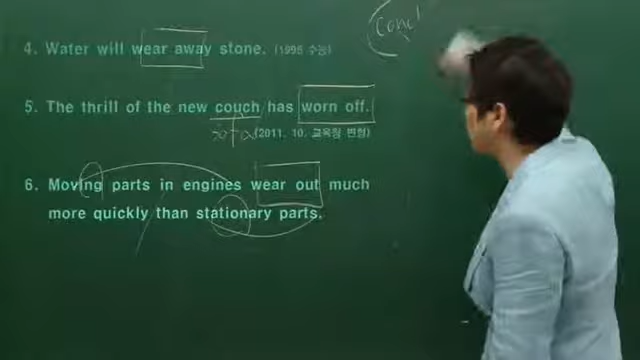 4. Water will wear away stone. (1996 수능)
5. The thrill of the new couch has worn off.
sofa (2011. 10. 교육청 변형)
6. Moving parts in engines wear out much
more quickly than stationary parts.